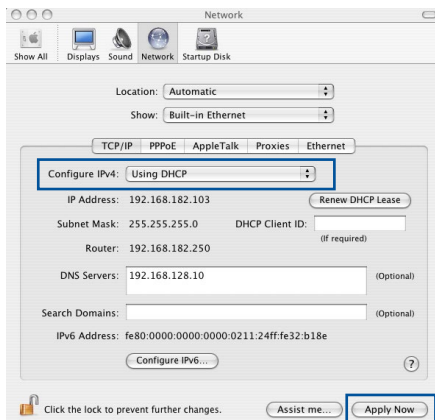 Network
Show All Displays Sound Network Startup Disk
Location: Automatic
Show: Built-in Ethernet
TCP/IP PPPoE AppleTalk Proxies Ethernet
Configure IPv4: Using DHCP
IP Address: 192.168.182.103 Renew DHCP Lease
Subnet Mask: 255.255.255.0 DHCP Client ID:
(If required)
Router: 192.168.182.250
DNS Servers: 192.168.128.10 (Optional)
Search Domains: (Optional)
IPv6 Address: fe80:0000:0000:0000:0211:24ff:fe32:b18e
Configure IPv6... ?
Click the lock to prevent further changes. Assist me... Apply Now